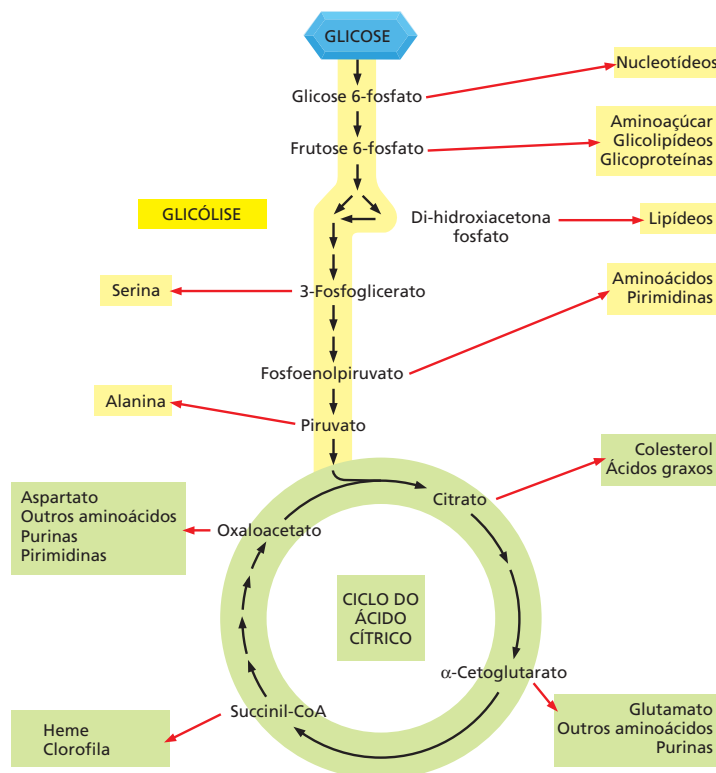 GLICOSE
Glicose 6-fosfato
Nucleotídeos
Frutose 6-fosfato
Aminoaçúcar
Glicolipídeos
Glicoproteínas
GLICÓLISE
Di-hidroxiacetona
fosfato
Lipídeos
Serina
3-Fosfoglicerato
Aminoácidos
Pirimidinas
Fosfoenolpiruvato
Alanina
Piruvato
Colesterol
Ácidos graxos
Citrato
Aspartato
Outros aminoácidos
Purinas
Pirimidinas
Oxaloacetato
CICLO DO
ÁCIDO
CÍTRICO
α-Cetoglutarato
Succinil-CoA
Heme
Clorofila
Glutamato
Outros aminoácidos
Purinas